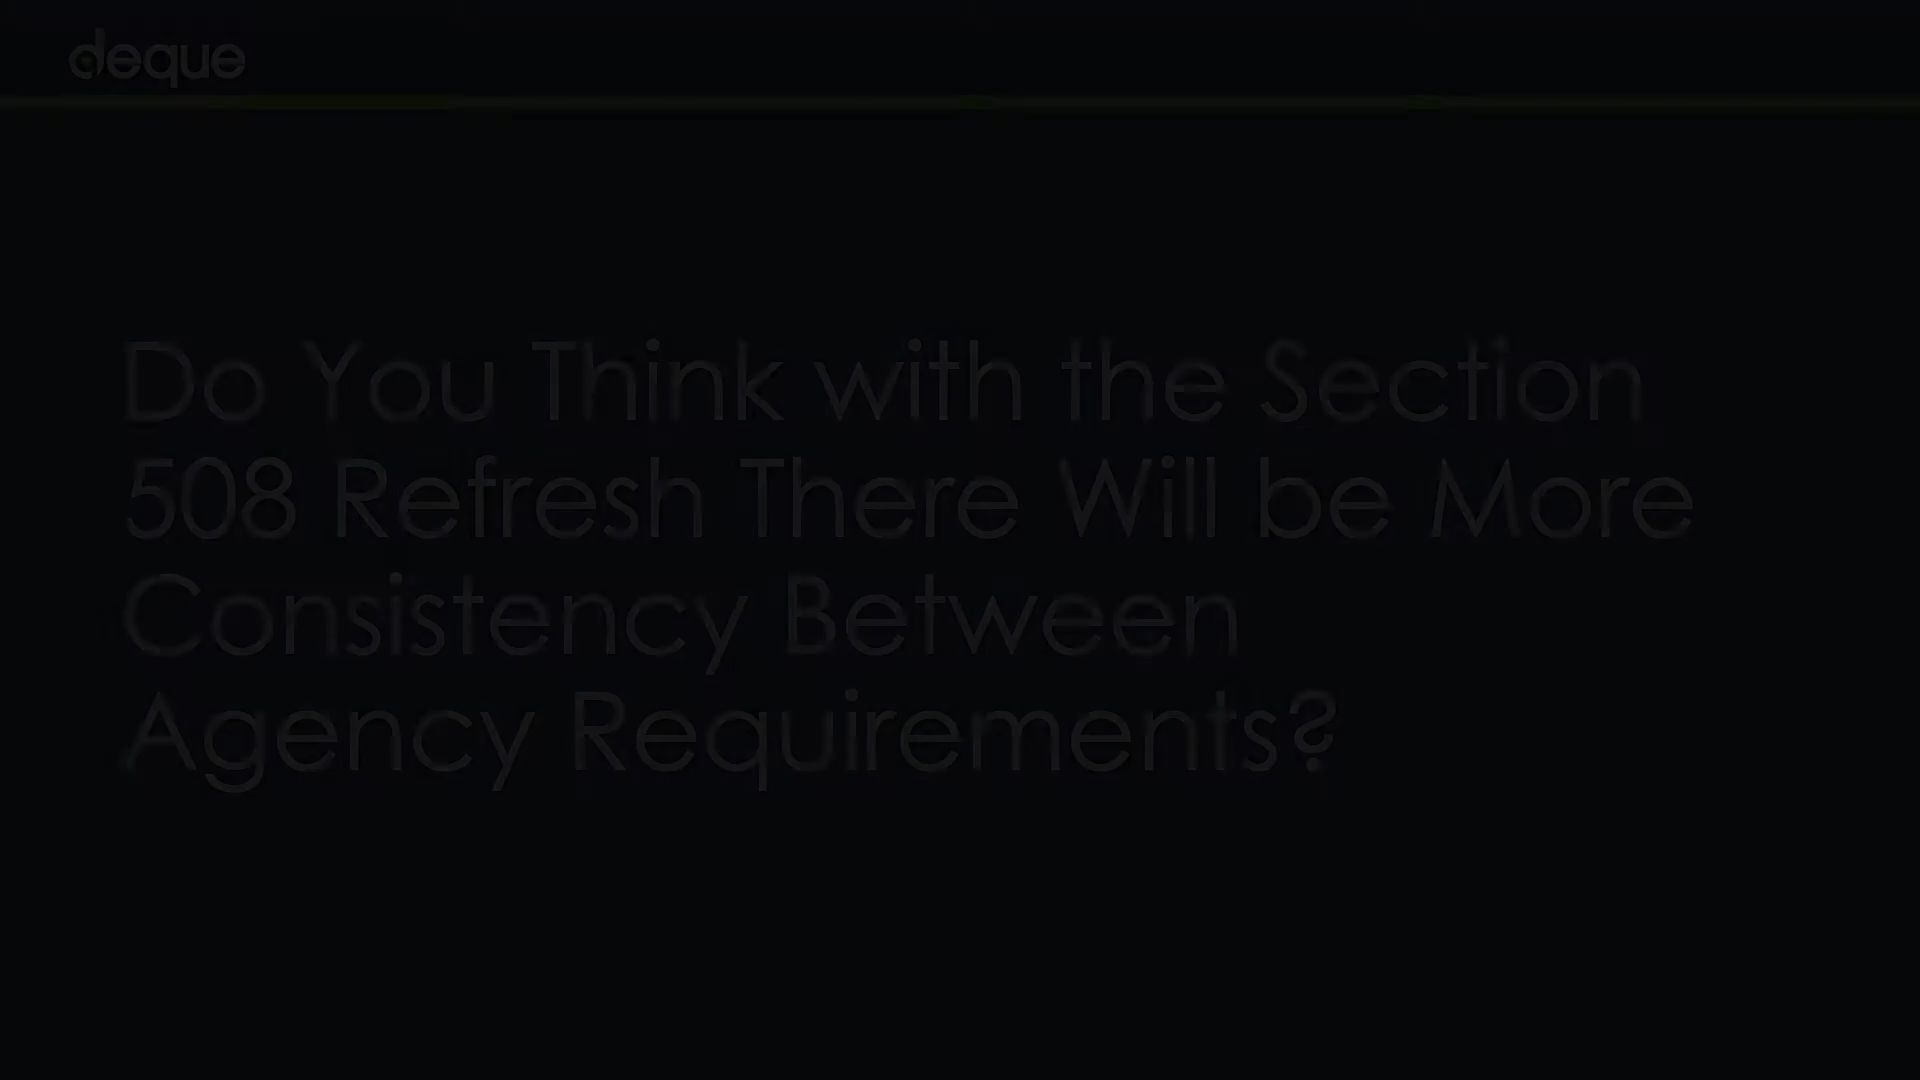 deque
Do You Think with the Section
508 Refresh There Will be More
Consistency Between
Agency Requirements?